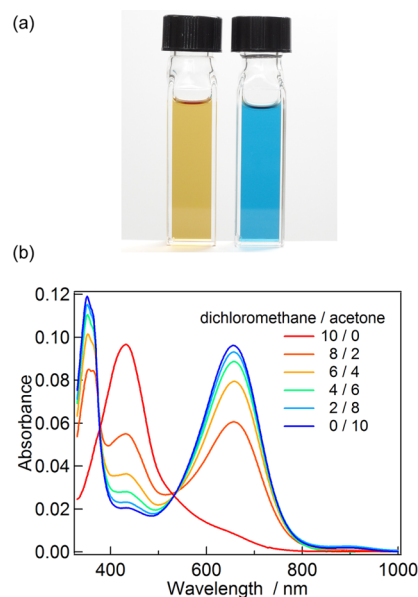 (a)
(b)
0.12
0.10
0.08
0.06
0.04
0.02
0.00
Absorbance
dichloromethane / acetone
10 / 0
8 / 2
6 / 4
4 / 6
2 / 8
0 / 10
400
600
800
1000
Wavelength / nm